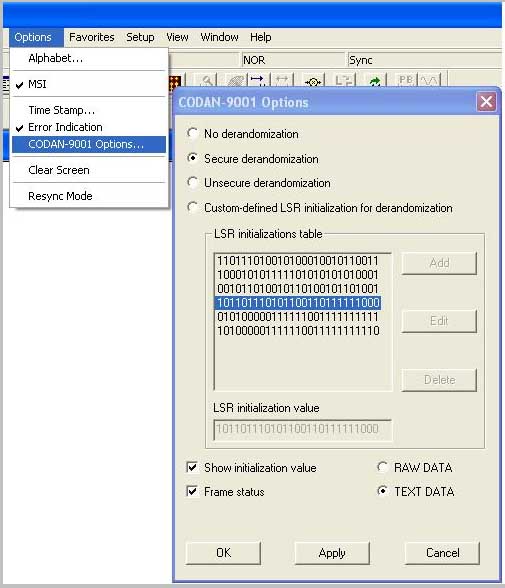 Options Favorites Setup View Window Help
Alphabet...
NOR Sync
MSI
Time Stamp...
Error Indication
CODAN-9001 Options...
Clear Screen
Resync Mode
CODAN-9001 Options
No derandomization
Secure derandomization
Unsecure derandomization
Custom-defined LSR initialization for derandomization
LSR initializations table
110111010010100010010110011
100010101111101010101010001
001011010010110100101101001
101101110101100110111111000
010100000111111001111111111
101000001111110011111111110
Add
Edit
Delete
LSR initialization value
101101110101100110111111000
Show initialization value
RAW DATA
Frame status
TEXT DATA
OK Apply Cancel